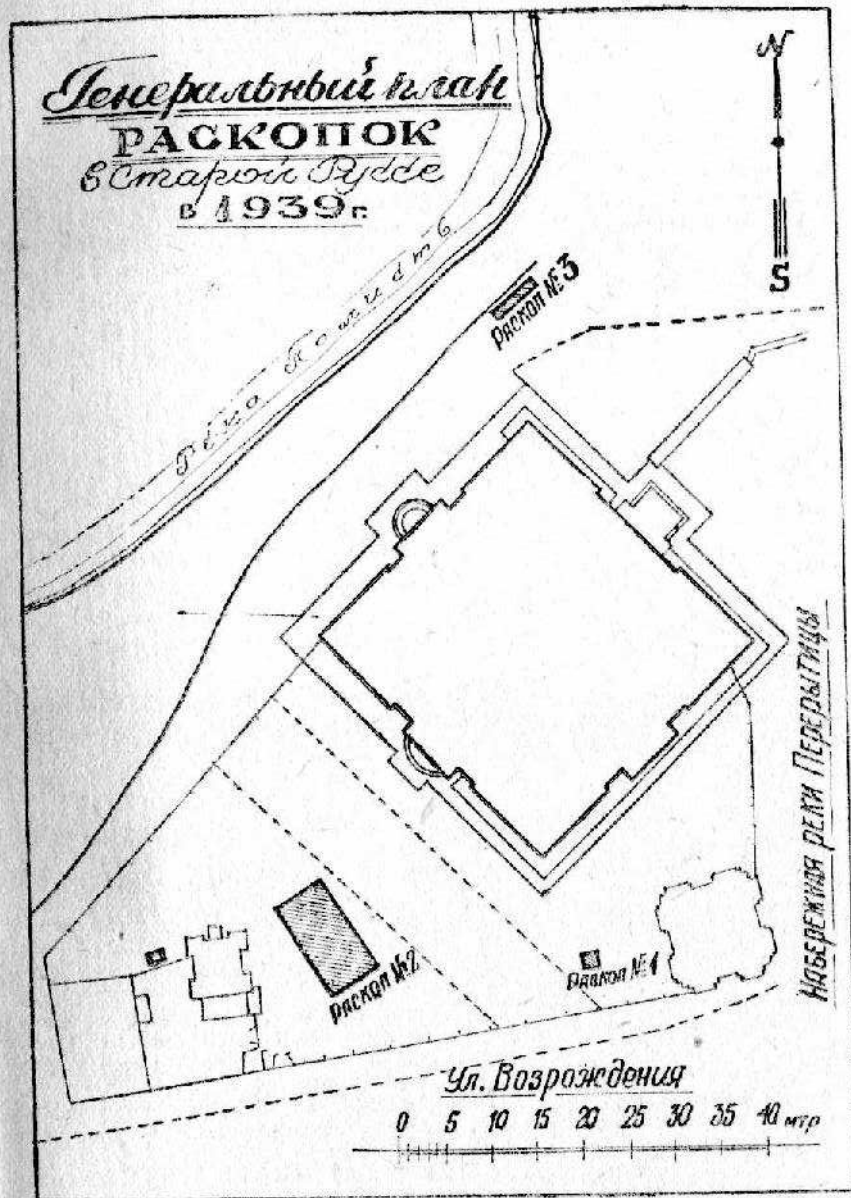 Генеральный план
РАСКОПОК
в Старой Руссе
в 1939 г.
N
S
Река Полисть
Раскоп № 3
Набережная реки Перерытицы
Раскоп № 2
Раскоп № 1
Ул. Возрождения
0 5 10 15 20 25 30 35 40 мтр